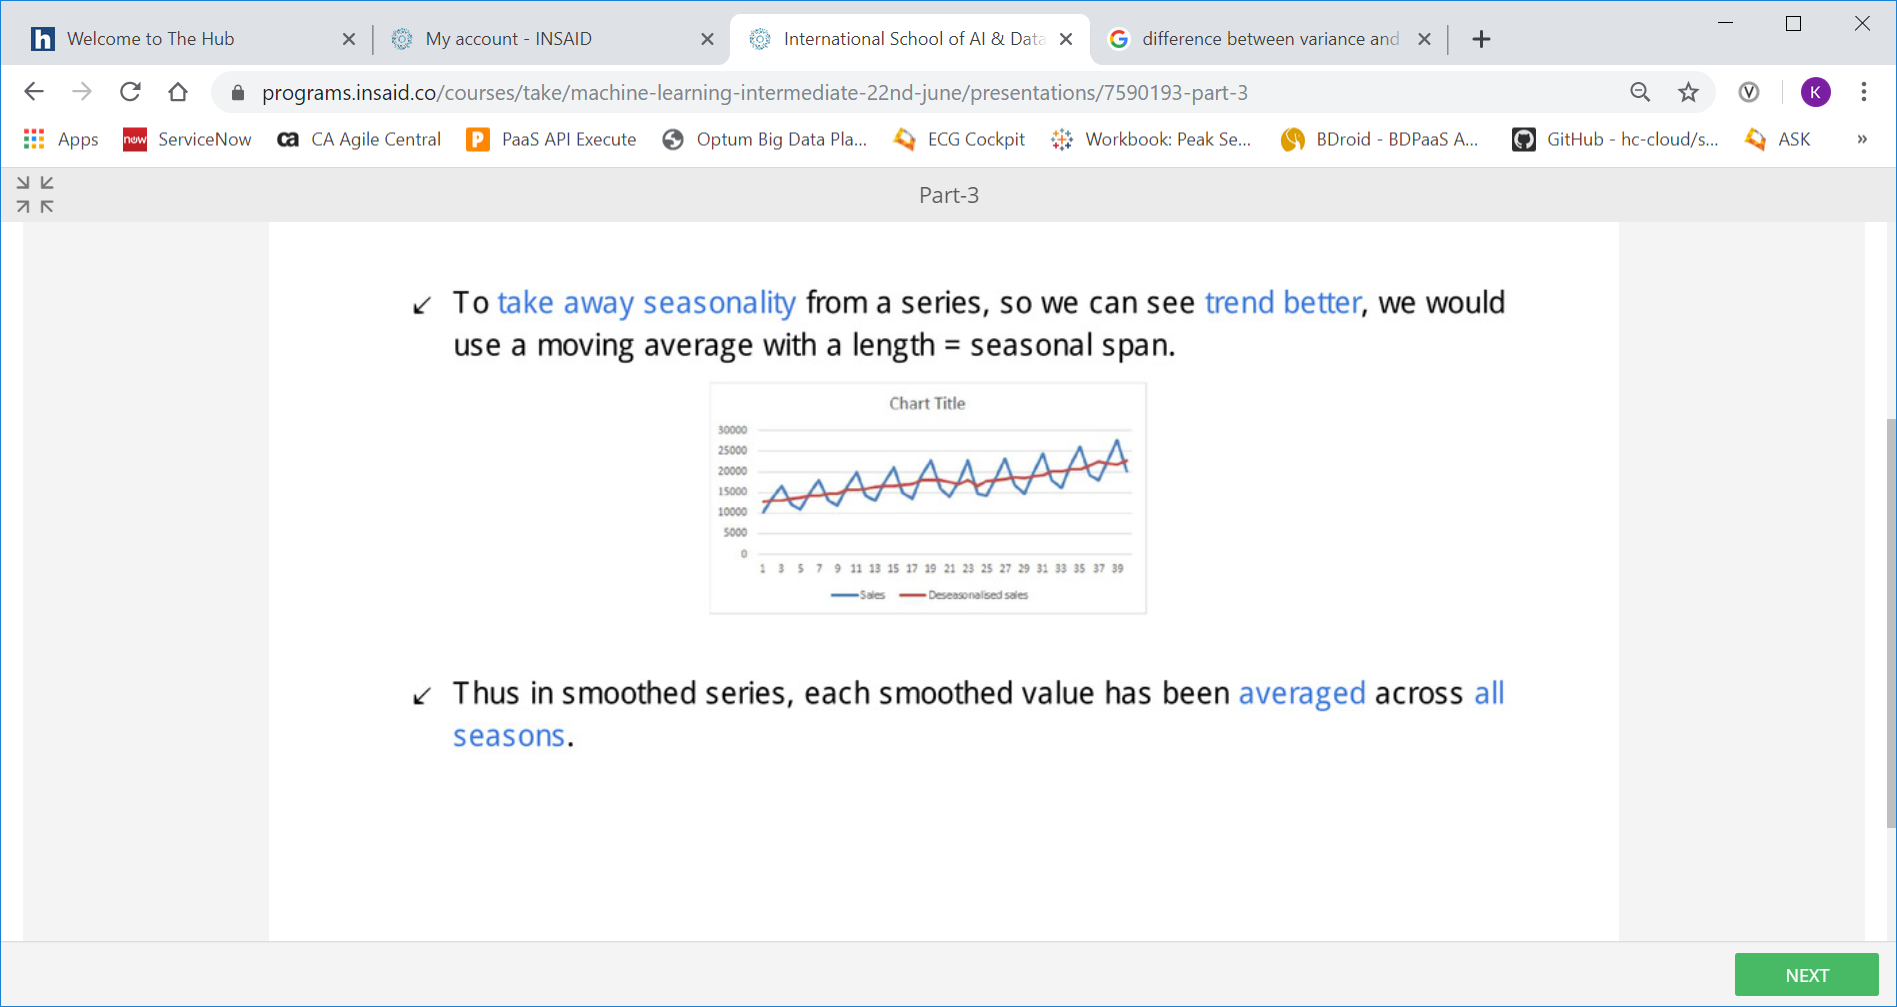 Welcome to The Hub
My account - INSAID
International School of AI & Data
difference between variance and
programs.insaid.co/courses/take/machine-learning-intermediate-22nd-june/presentations/7590193-part-3
V
K
Apps
now ServiceNow
ca CA Agile Central
P PaaS API Execute
Optum Big Data Pla...
ECG Cockpit
Workbook: Peak Se...
BDroid - BDPaaS A...
GitHub - hc-cloud/s...
ASK
»
Part-3
To take away seasonality from a series, so we can see trend better, we would
use a moving average with a length = seasonal span.
Chart Title
30000
25000
20000
15000
10000
5000
0
1 3 5 7 9 11 13 15 17 19 21 23 25 27 29 31 33 35 37 39
Sales Deseasonalised sales
Thus in smoothed series, each smoothed value has been averaged across all
seasons.
NEXT